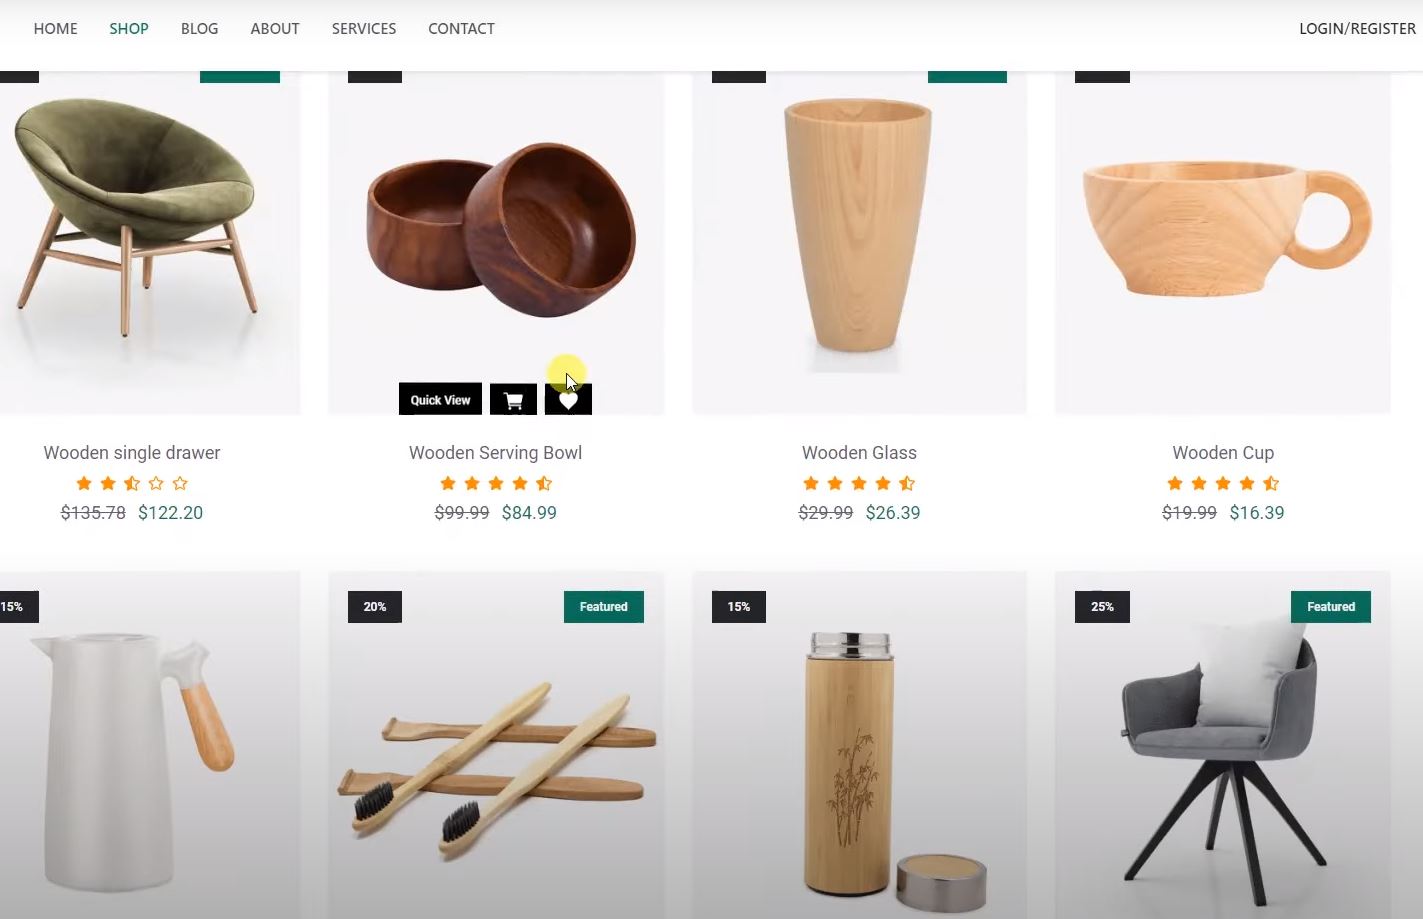 HOME SHOP BLOG ABOUT SERVICES CONTACT LOGIN/REGISTER
Quick View
Wooden single drawer
$135.78 $122.20
Wooden Serving Bowl
$99.99 $84.99
Wooden Glass
$29.99 $26.39
Wooden Cup
$19.99 $16.39
15%
20% Featured
15%
25% Featured